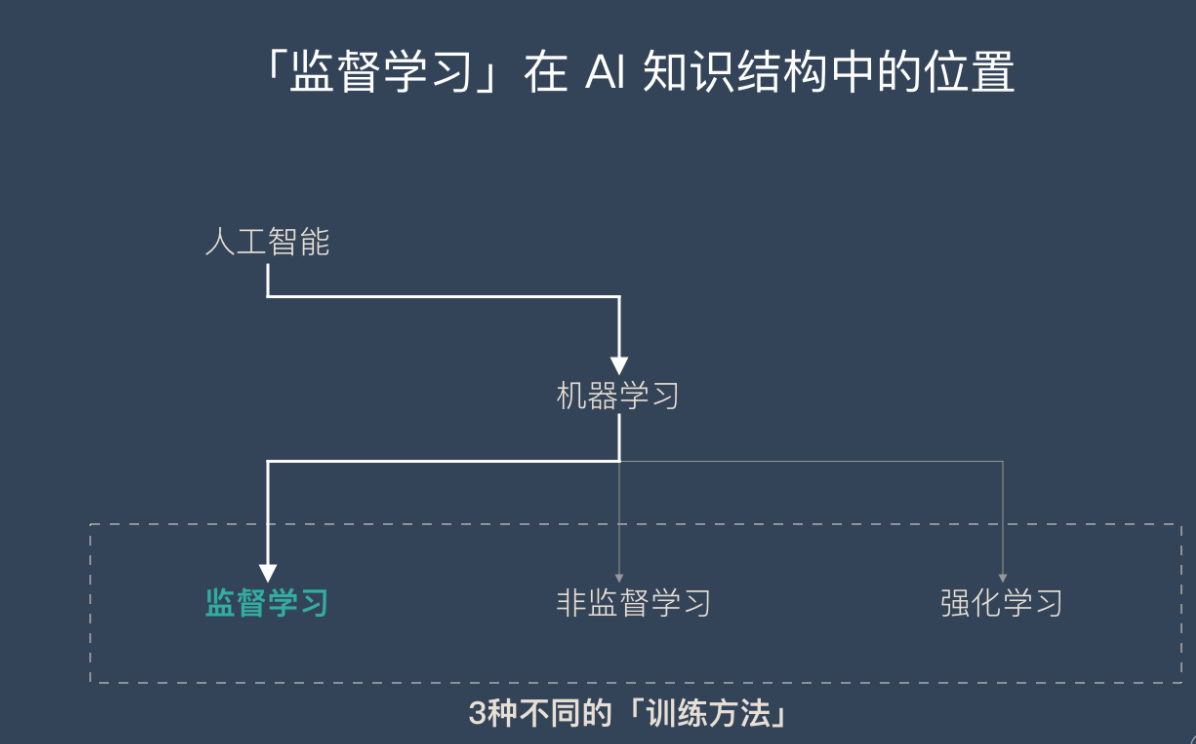 「监督学习」在 AI 知识结构中的位置
人工智能
机器学习
监督学习
非监督学习
强化学习
3种不同的「训练方法」